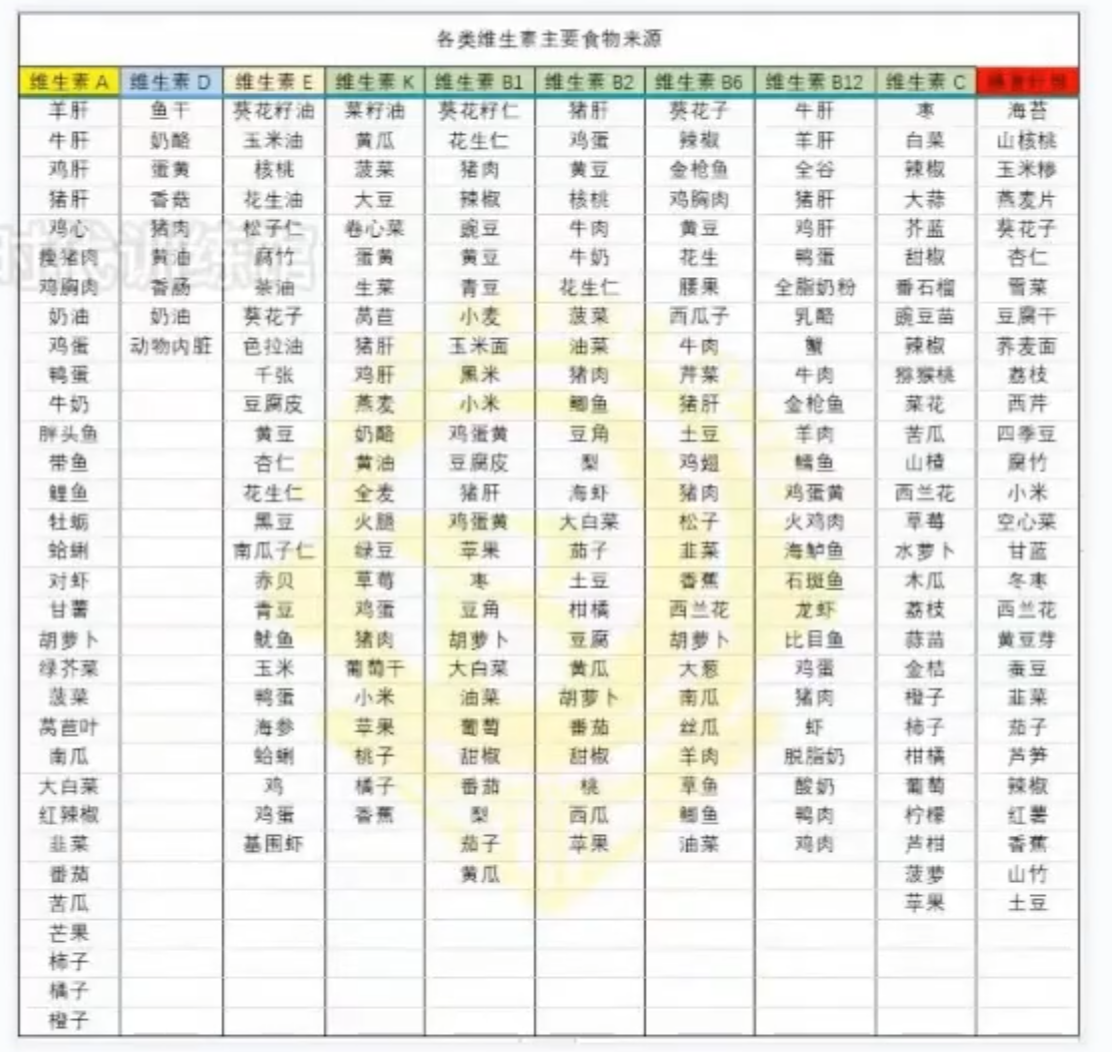 各类维生素主要食物来源
维生素 A 维生素 D 维生素 E 维生素 K 维生素 B1 维生素 B2 维生素 B6 维生素 B12 维生素 C 膳食纤维
羊肝 鱼干 葵花籽油 菜籽油 葵花籽仁 猪肝 葵花子 牛肝 枣 海苔
牛肝 奶酪 玉米油 黄瓜 花生仁 鸡蛋 辣椒 羊肝 白菜 山核桃
鸡肝 蛋黄 核桃 菠菜 猪肉 黄豆 金枪鱼 全谷 辣椒 玉米糁
猪肝 香菇 花生油 大豆 辣椒 核桃 鸡胸肉 猪肝 大蒜 燕麦片
鸡心 猪肉 松子仁 卷心菜 豌豆 牛肉 黄豆 鸡肝 芥蓝 葵花子
瘦猪肉 黄油 腐竹 蛋黄 黄豆 牛奶 花生 鸭蛋 甜椒 杏仁
鸡胸肉 香肠 茶油 生菜 青豆 花生仁 腰果 全脂奶粉 番石榴 雪菜
奶油 奶油 葵花子 莴苣 小麦 菠菜 西瓜子 乳酪 豌豆苗 豆腐干
鸡蛋 动物内脏 色拉油 猪肝 玉米面 油菜 牛肉 蟹 辣椒 荞麦面
鸭蛋 千张 鸡肝 黑米 猪肉 芹菜 牛肉 猕猴桃 荔枝
牛奶 豆腐皮 燕麦 小米 鲫鱼 猪肝 金枪鱼 菜花 西芹
胖头鱼 黄豆 奶酪 鸡蛋黄 豆角 土豆 羊肉 苦瓜 四季豆
带鱼 杏仁 黄油 豆腐皮 梨 鸡翅 鳕鱼 山楂 腐竹
鲤鱼 花生仁 全麦 猪肝 海虾 猪肉 鸡蛋黄 西兰花 小米
牡蛎 黑豆 火腿 鸡蛋黄 大白菜 松子 火鸡肉 草莓 空心菜
蛤蜊 南瓜子仁 绿豆 苹果 茄子 韭菜 海鲈鱼 水萝卜 甘蓝
对虾 赤贝 草莓 枣 土豆 香蕉 石斑鱼 木瓜 冬枣
甘薯 青豆 鸡蛋 豆角 柑橘 西兰花 龙虾 荔枝 西兰花
胡萝卜 鱿鱼 猪肉 胡萝卜 豆腐 胡萝卜 比目鱼 蒜苗 黄豆芽
绿芥菜 玉米 葡萄干 大白菜 黄瓜 大葱 鸡蛋 金桔 蚕豆
菠菜 鸭蛋 小米 油菜 胡萝卜 南瓜 猪肉 橙子 韭菜
莴苣叶 海参 苹果 葡萄 番茄 丝瓜 虾 柿子 茄子
南瓜 蛤蜊 桃子 甜椒 甜椒 羊肉 脱脂奶 柑橘 芦笋
大白菜 鸡 橘子 番茄 桃 草鱼 酸奶 葡萄 辣椒
红辣椒 鸡蛋 香蕉 梨 西瓜 鲫鱼 鸭肉 柠檬 红薯
韭菜 基围虾 茄子 苹果 油菜 鸡肉 芦柑 香蕉
番茄 黄瓜 菠萝 山竹
苦瓜 苹果 土豆
芒果
柿子
橘子
橙子